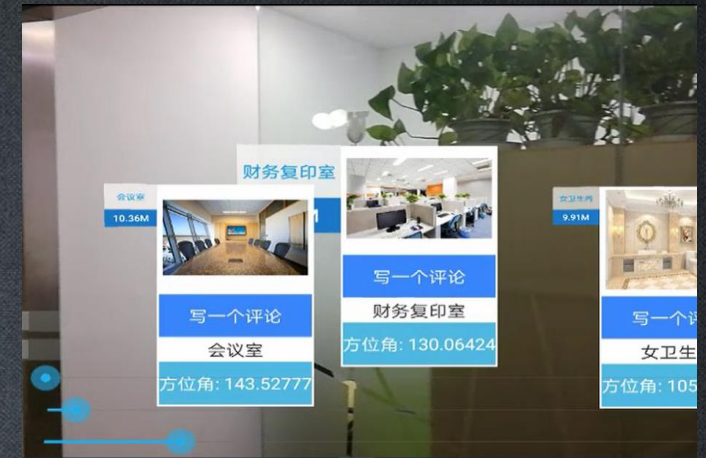 财务复印室
会议室
10.36M
写一个评论
会议室
方位角: 143.52777
写一个评论
财务复印室
方位角: 130.06424
女卫生间
9.91M
写一个
女卫生
方位角: 105